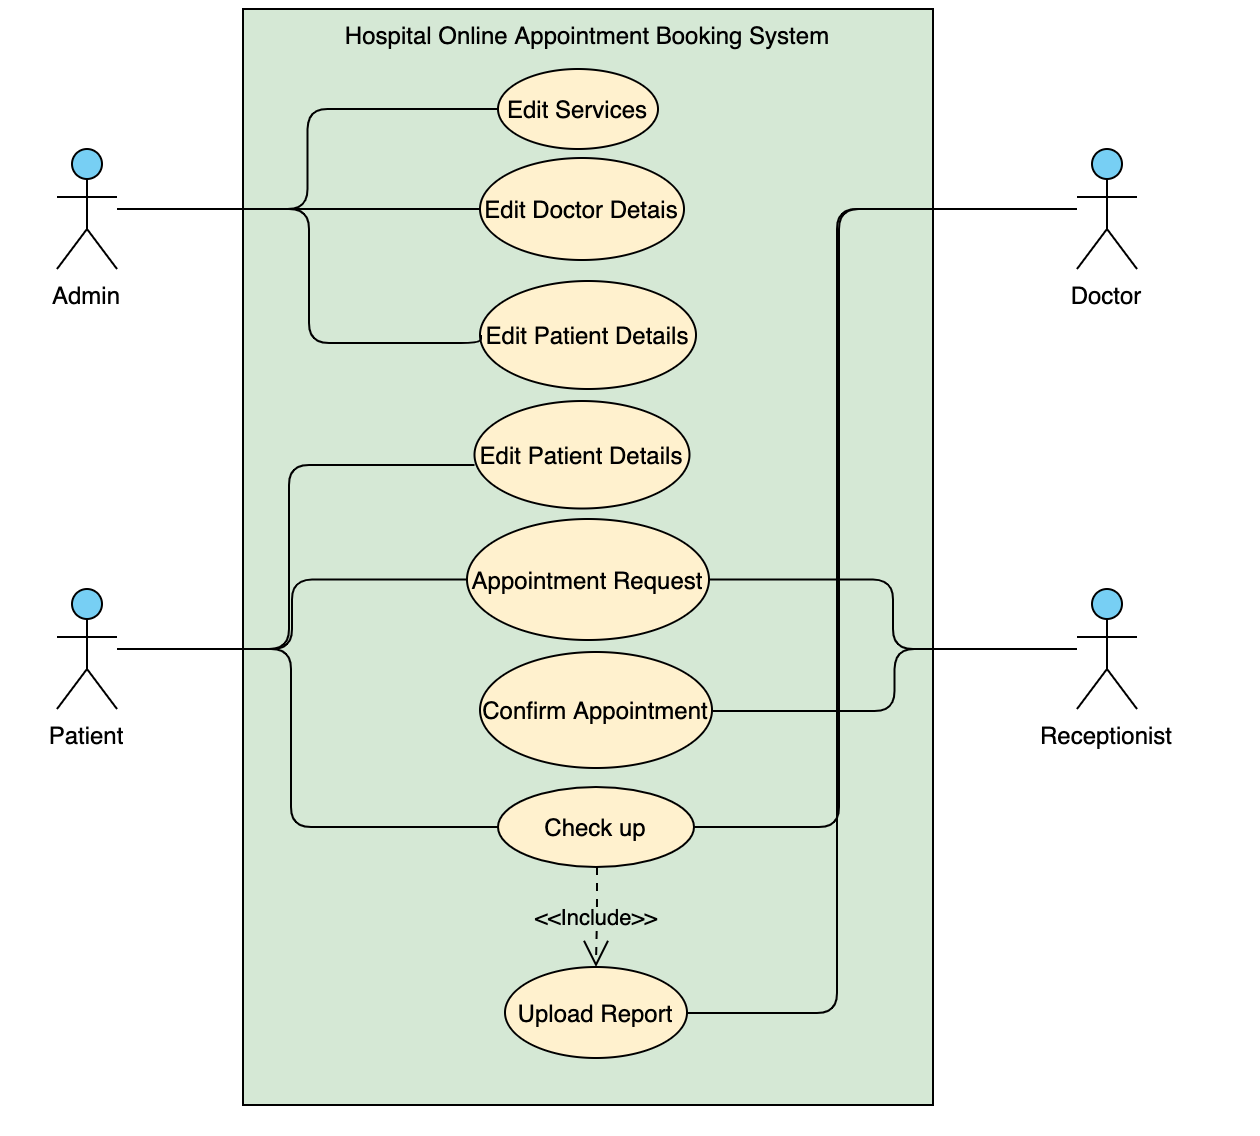 Hospital Online Appointment Booking System
Edit Services
Edit Doctor Detais
Admin
Doctor
Edit Patient Details
Edit Patient Details
Appointment Request
Confirm Appointment
Patient
Receptionist
Check up
<<Include>>
Upload Report